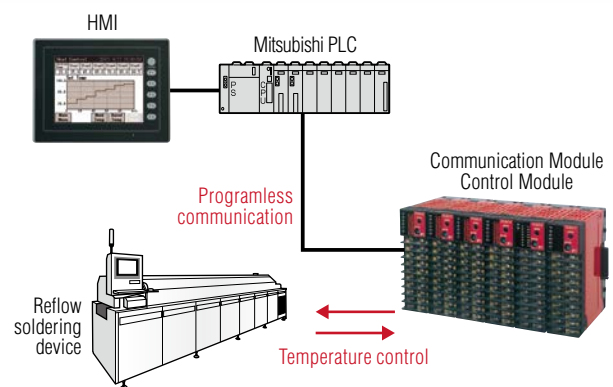 HMI
Mitsubishi PLC
P
S
C
P
U
Programless
communication
Communication Module
Control Module
Reflow
soldering
device
Temperature control